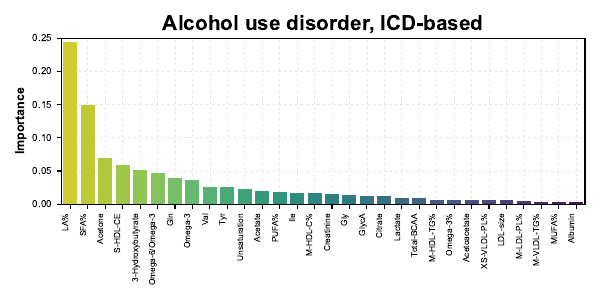 Alcohol use disorder, ICD-based
Importance
0.25
0.20
0.15
0.10
0.05
0.00
LA%
SFA%
Acetone
S-HDL-CE
3-Hydroxybutyrate
Omega-6/Omega-3
Gln
Omega-3
Val
Tyr
Unsaturation
Acetate
PUFA%
Ile
M-HDL-C%
Creatinine
Gly
GlycA
Citrate
Lactate
Total-BCAA
M-HDL-TG%
Omega-3%
Acetoacetate
XS-VLDL-PL%
LDL-size
M-LDL-PL%
M-VLDL-TG%
MUFA%
Albumin